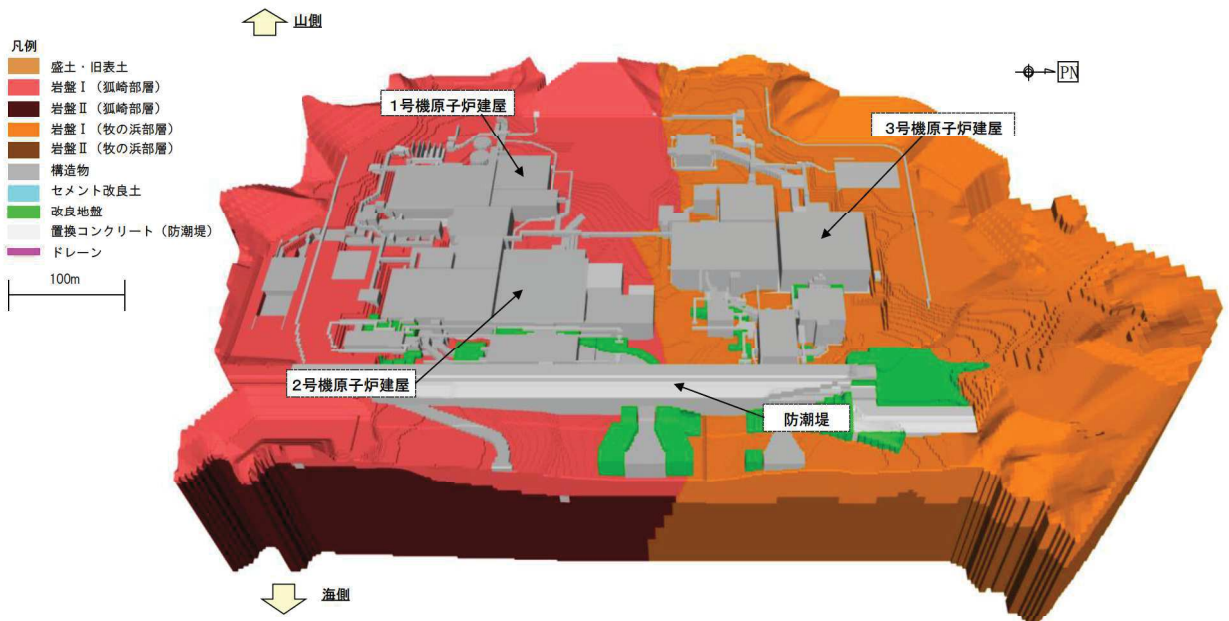 山側
凡例
盛土・旧表土
岩盤Ⅰ（狐崎部層）
岩盤Ⅱ（狐崎部層）
岩盤Ⅰ（牧の浜部層）
岩盤Ⅱ（牧の浜部層）
構造物
セメント改良土
改良地盤
置換コンクリート（防潮堤）
ドレーン
100m
PN
1号機原子炉建屋
3号機原子炉建屋
2号機原子炉建屋
防潮堤
海側